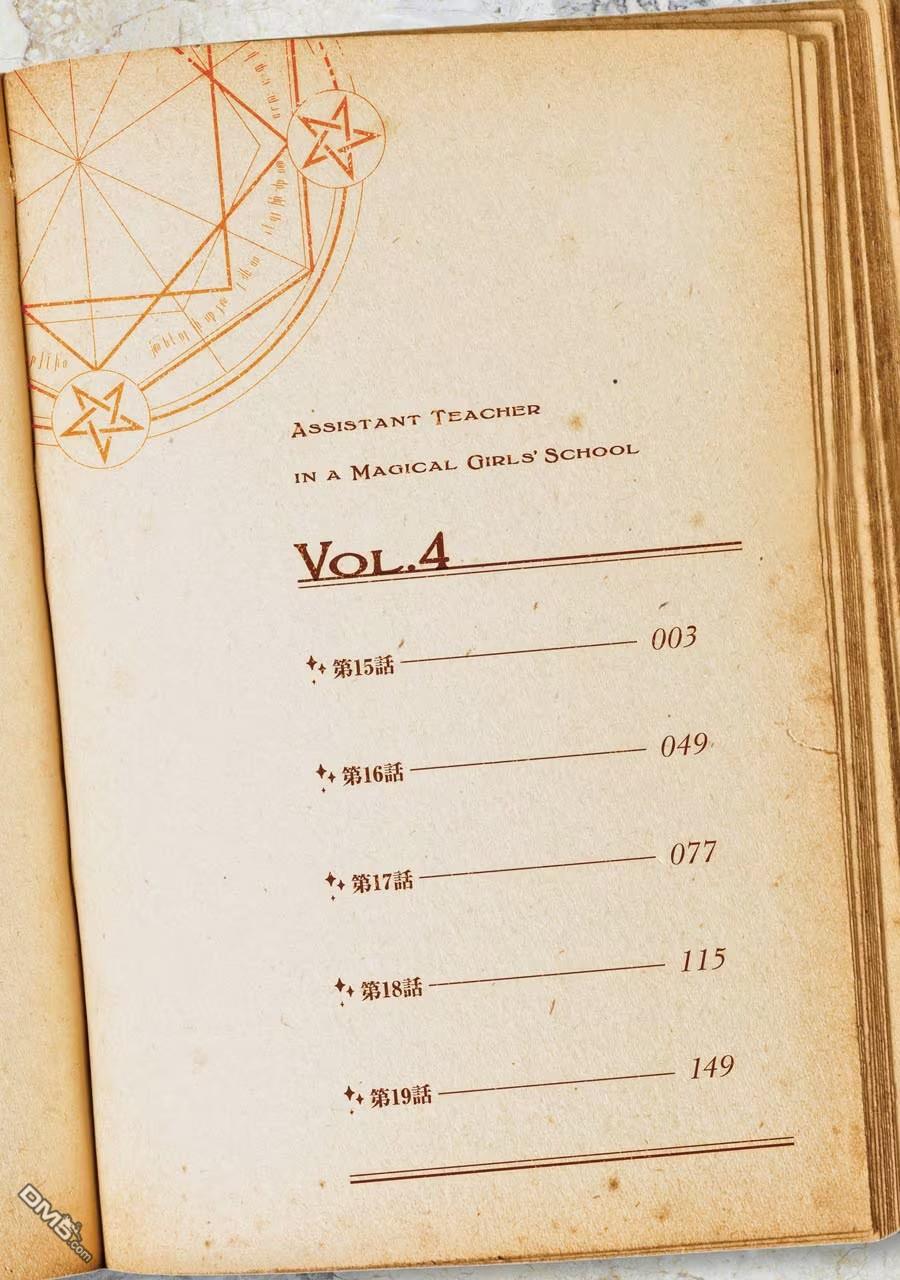 Assistant Teacher
in a Magical Girls' School
Vol.4
第15話 003
第16話 049
第17話 077
第18話 115
第19話 149
DM5.com